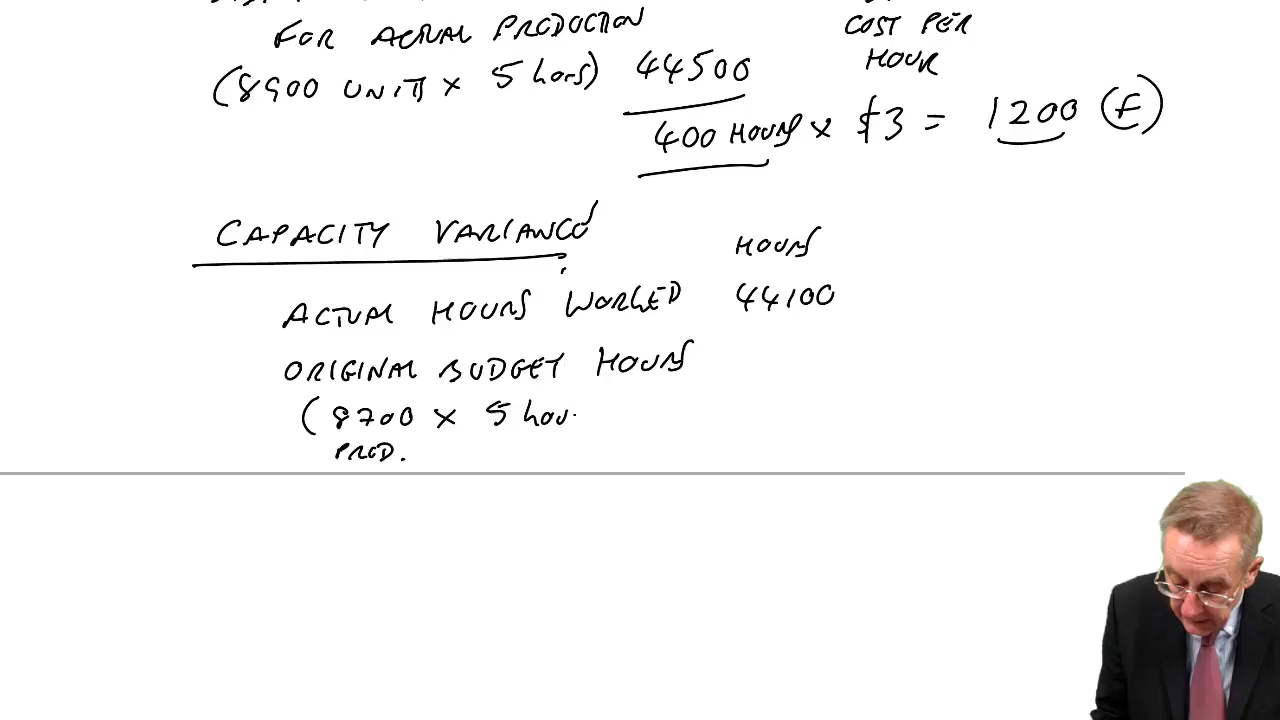 FOR ACTUAL PRODUCTION
COST PER
HOUR
(8900 UNITS × 5 hours) 44500
400 HOURS × $3 = 1200 (F)
CAPACITY VARIANCE
HOURS
ACTUAL HOURS WORKED 44100
ORIGINAL BUDGET HOURS
(8700 × 5 hou
PROD.